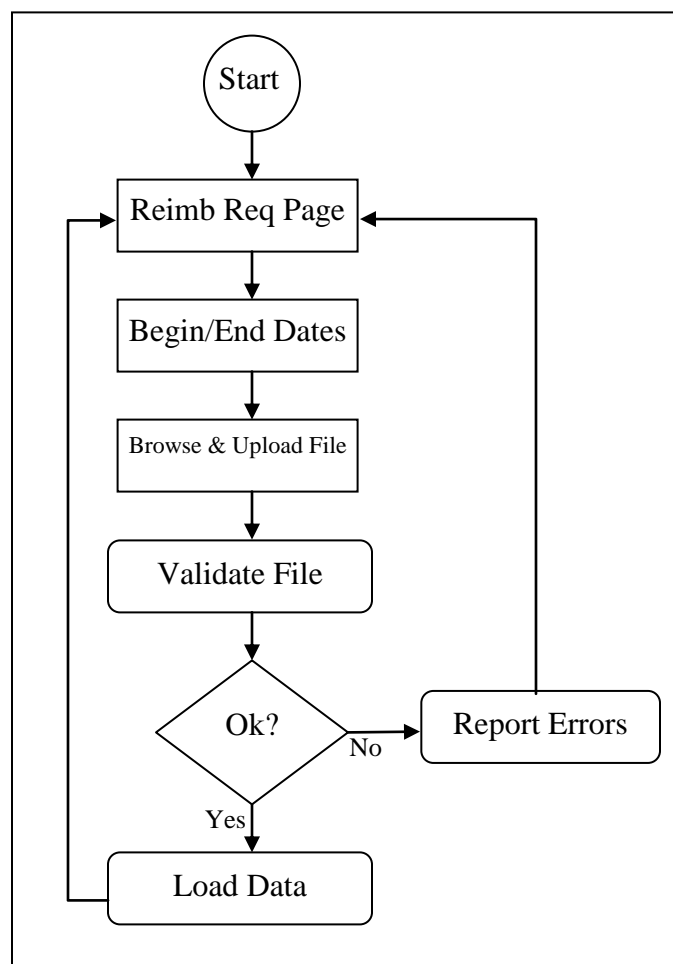 Start
Reimb Req Page
Begin/End Dates
Browse & Upload File
Validate File
Ok?
No
Report Errors
Yes
Load Data